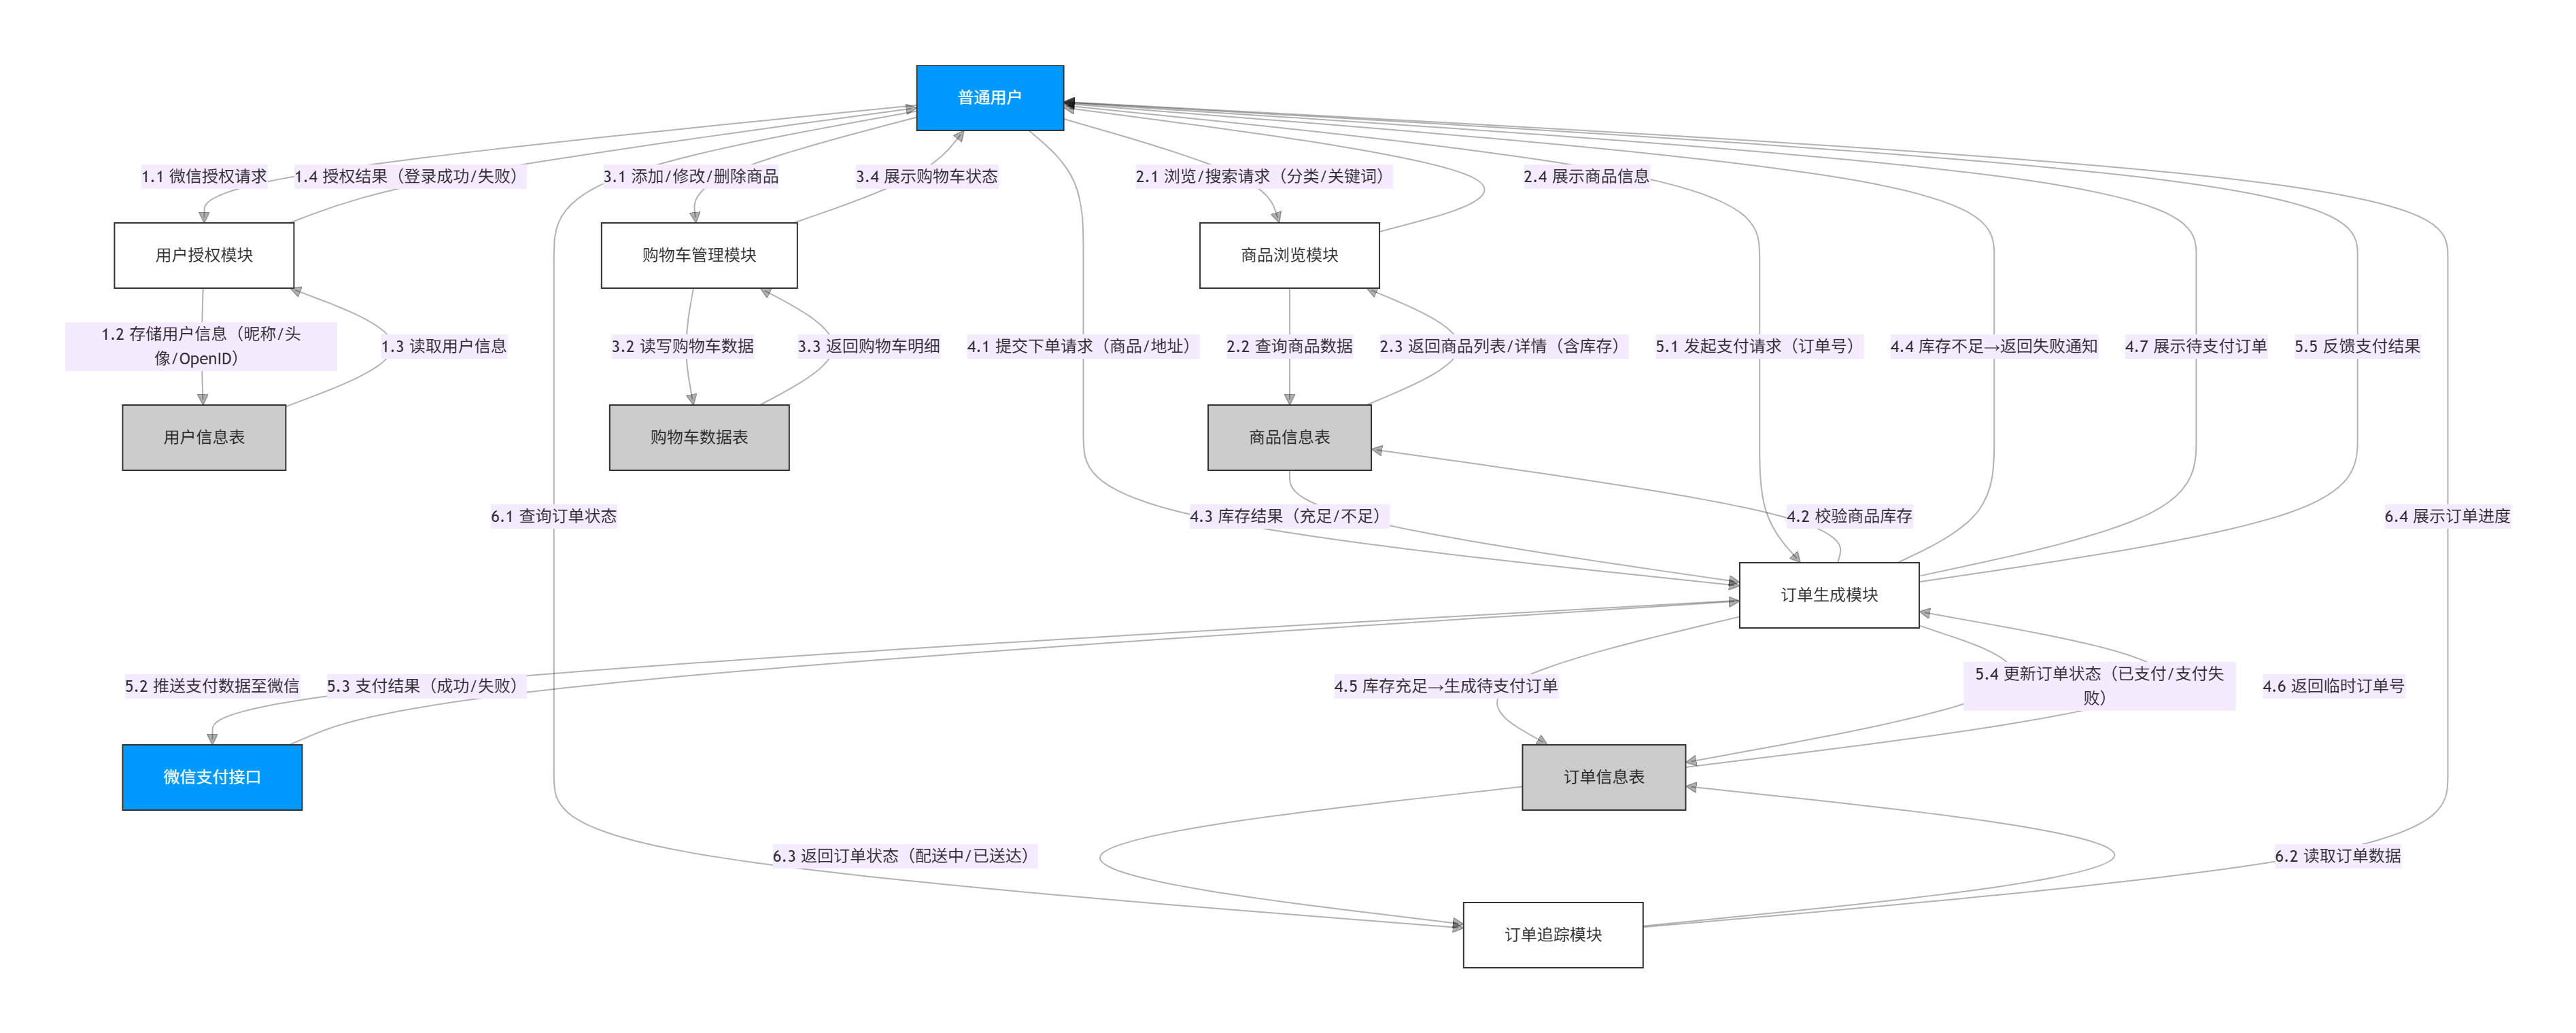 普通用户
1.1 微信授权请求
1.4 授权结果（登录成功/失败）
3.1 添加/修改/删除商品
3.4 展示购物车状态
2.1 浏览/搜索请求（分类/关键词）
2.4 展示商品信息
用户授权模块
购物车管理模块
商品浏览模块
1.2 存储用户信息（昵称/头
像/OpenID）
1.3 读取用户信息
3.2 读写购物车数据
3.3 返回购物车明细
4.1 提交下单请求（商品/地址）
2.2 查询商品数据
2.3 返回商品列表/详情（含库存）
5.1 发起支付请求（订单号）
4.4 库存不足→返回失败通知
4.7 展示待支付订单
5.5 反馈支付结果
用户信息表
购物车数据表
商品信息表
6.1 查询订单状态
4.3 库存结果（充足/不足）
4.2 校验商品库存
6.4 展示订单进度
订单生成模块
5.2 推送支付数据至微信
5.3 支付结果（成功/失败）
4.5 库存充足→生成待支付订单
5.4 更新订单状态（已支付/支付失
败）
4.6 返回临时订单号
微信支付接口
订单信息表
6.3 返回订单状态（配送中/已送达）
6.2 读取订单数据
订单追踪模块